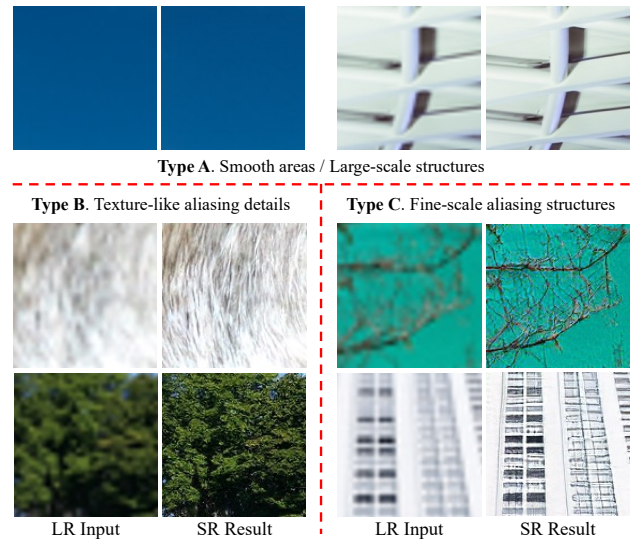 Type A. Smooth areas / Large-scale structures
Type B. Texture-like aliasing details
Type C. Fine-scale aliasing structures
LR Input
SR Result
LR Input
SR Result